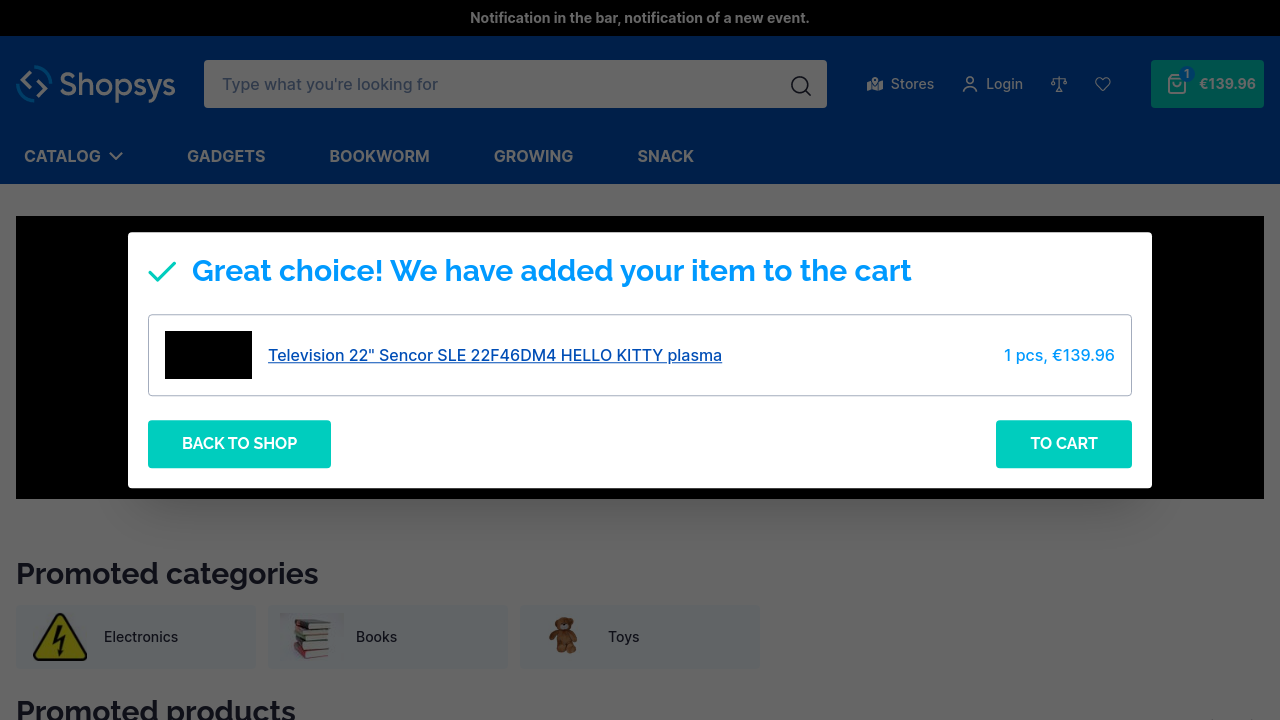 Notification in the bar, notification of a new event.
Shopsys
Type what you're looking for
Stores
Login
1
€139.96
CATALOG
GADGETS
BOOKWORM
GROWING
SNACK
Great choice! We have added your item to the cart
Television 22" Sencor SLE 22F46DM4 HELLO KITTY plasma
1 pcs, €139.96
BACK TO SHOP
TO CART
Promoted categories
Electronics
Books
Toys
Promoted products